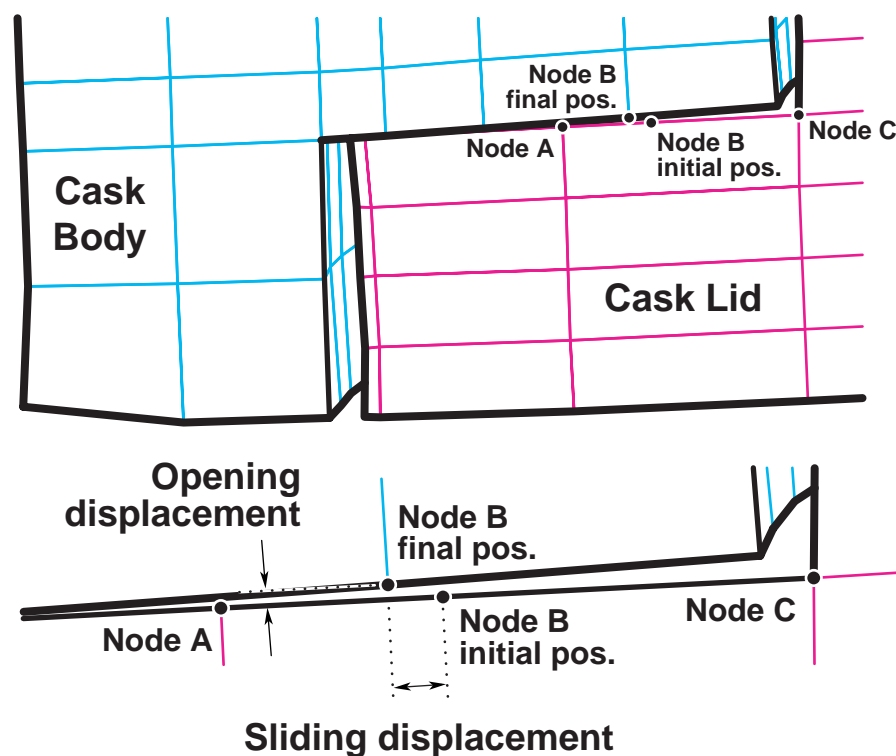 Node B
final pos.
Node A
Node B
initial pos.
Node C
Cask
Body
Cask Lid
Opening
displacement
Node B
final pos.
Node A
Node B
initial pos.
Node C
Sliding displacement